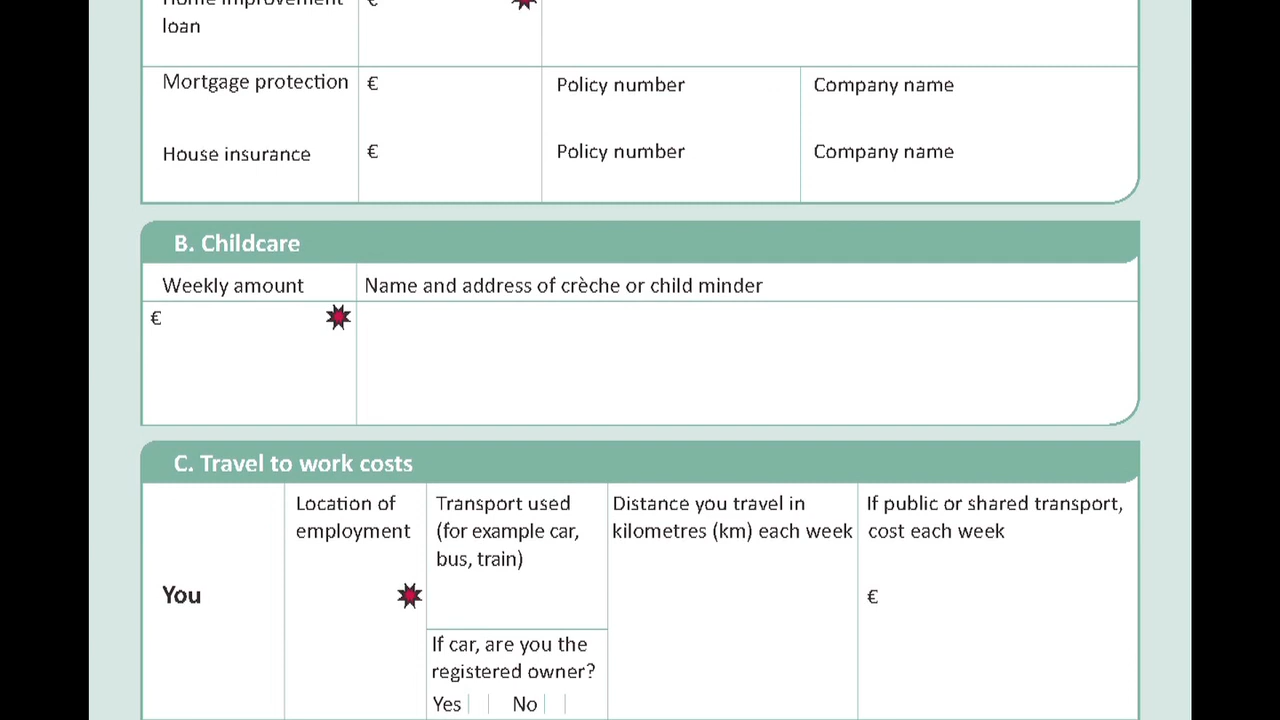 Home improvement €
loan
Mortgage protection € Policy number Company name
House insurance € Policy number Company name
B. Childcare
Weekly amount Name and address of crèche or child minder
€
C. Travel to work costs
Location of Transport used Distance you travel in If public or shared transport,
employment (for example car, kilometres (km) each week cost each week
bus, train)
You €
If car, are you the
registered owner?
Yes No